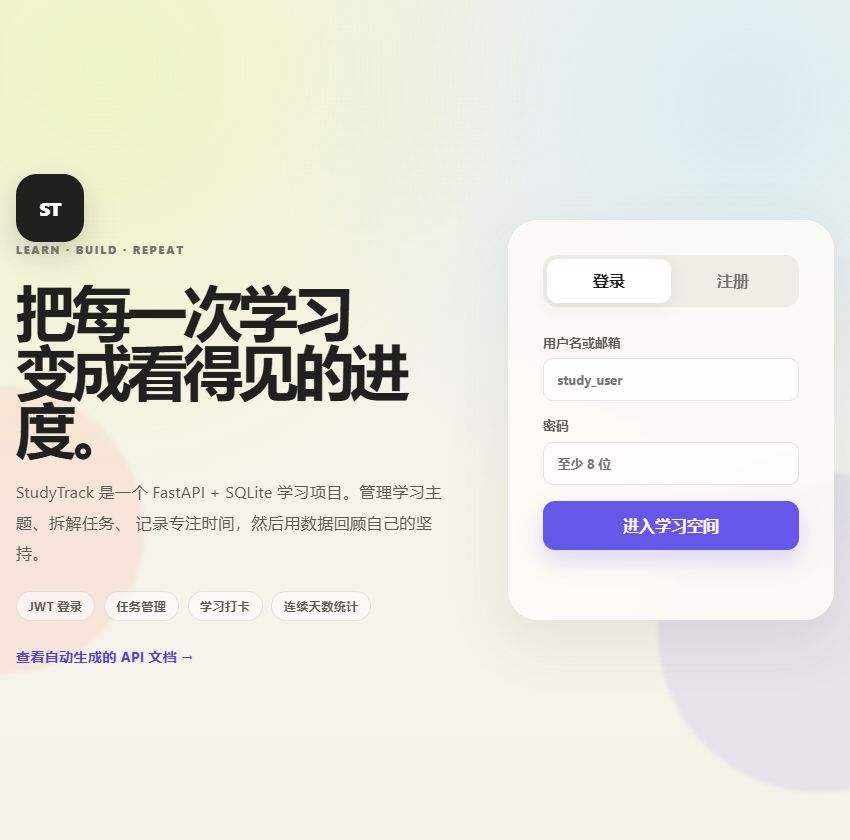 ST
LEARN · BUILD · REPEAT
把每一次学习
变成看得见的进
度。
StudyTrack 是一个 FastAPI + SQLite 学习项目。管理学习主
题、拆解任务、 记录专注时间，然后用数据回顾自己的坚
持。
JWT 登录 任务管理 学习打卡 连续天数统计
查看自动生成的 API 文档 →
登录 注册
用户名或邮箱
study_user
密码
至少 8 位
进入学习空间